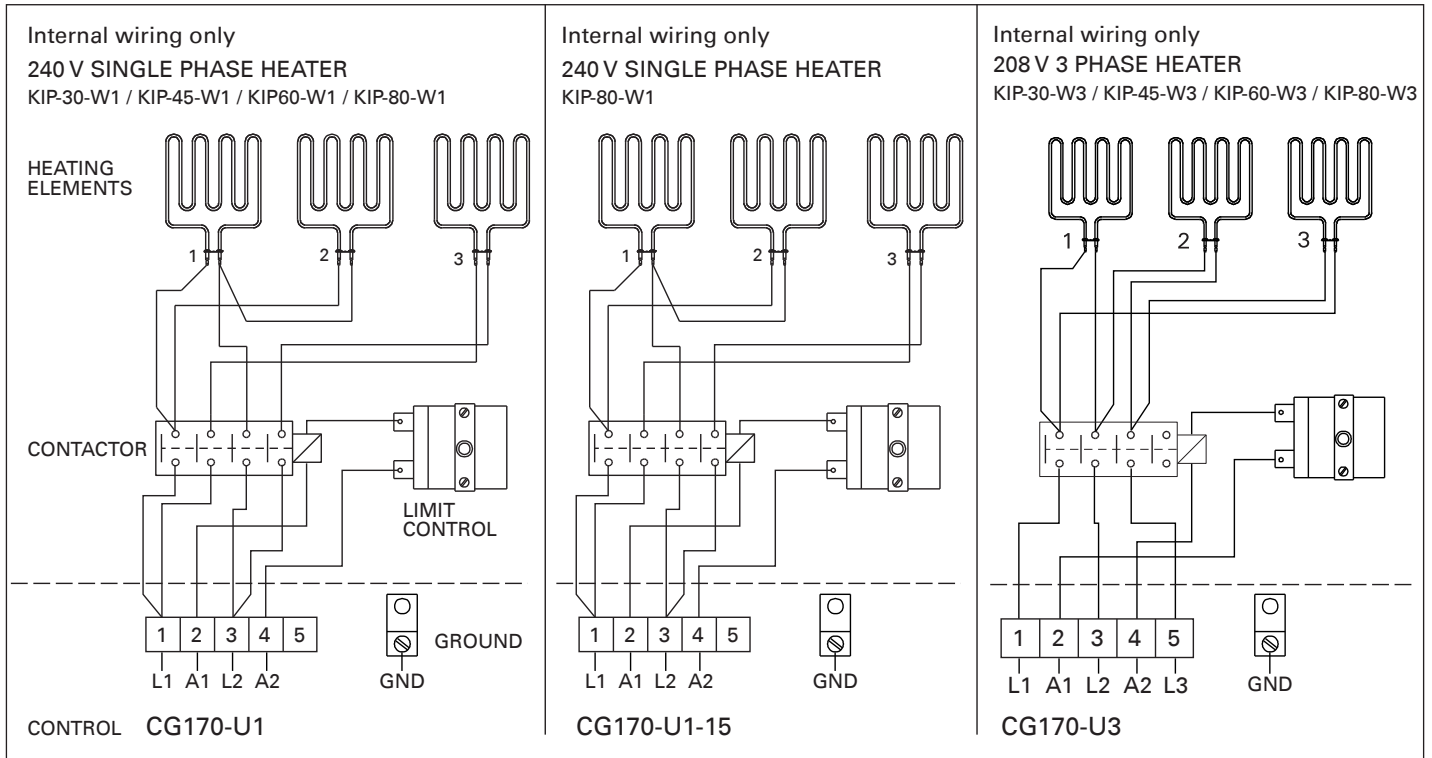 Internal wiring only
240 V SINGLE PHASE HEATER
KIP-30-W1 / KIP-45-W1 / KIP60-W1 / KIP-80-W1
HEATING
ELEMENTS
1
2
3
CONTACTOR
LIMIT
CONTROL
1 2 3 4 5
GROUND
L1 A1 L2 A2
GND
CONTROL CG170-U1
Internal wiring only
240 V SINGLE PHASE HEATER
KIP-80-W1
1
2
3
1 2 3 4 5
L1 A1 L2 A2
GND
CG170-U1-15
Internal wiring only
208 V 3 PHASE HEATER
KIP-30-W3 / KIP-45-W3 / KIP-60-W3 / KIP-80-W3
1
2
3
1 2 3 4 5
L1 A1 L2 A2 L3
GND
CG170-U3